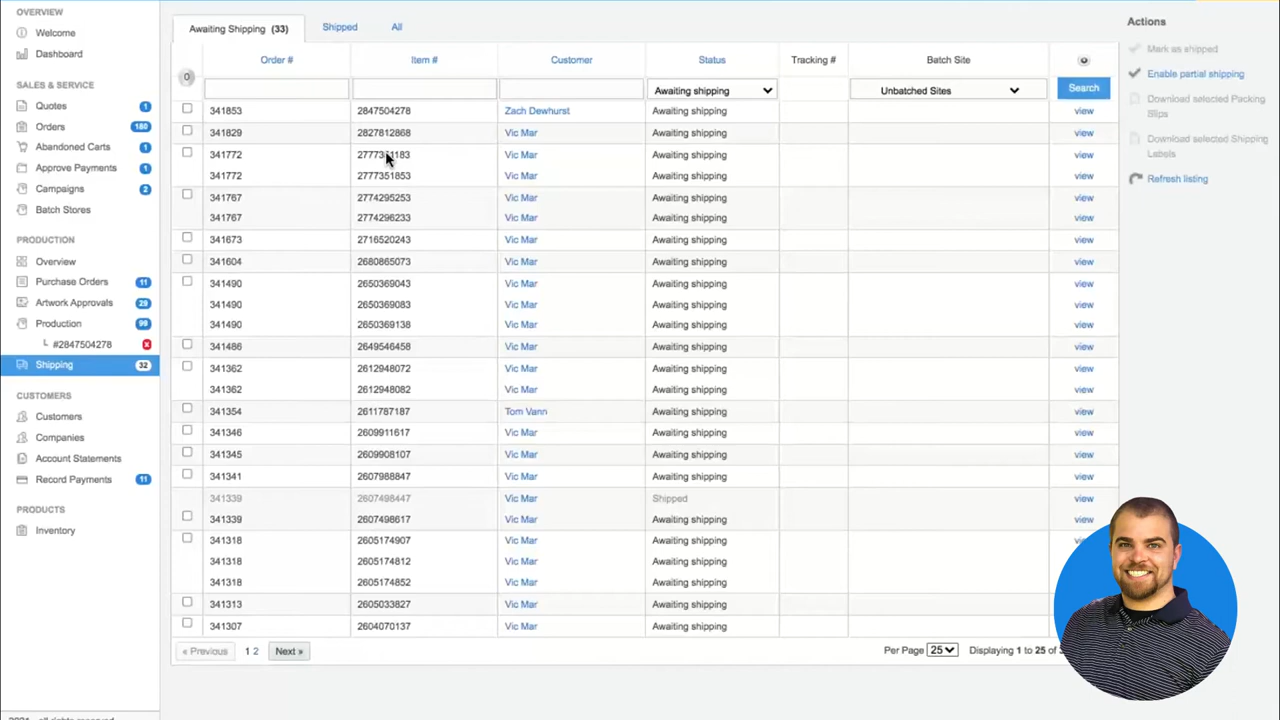 OVERVIEW
Welcome
Dashboard
SALES & SERVICE
Quotes 1
Orders 180
Abandoned Carts 1
Approve Payments 1
Campaigns 2
Batch Stores
PRODUCTION
Overview
Purchase Orders 11
Artwork Approvals 29
Production 99
#2847504278 x
Shipping 32
CUSTOMERS
Customers
Companies
Account Statements
Record Payments 11
PRODUCTS
Inventory
Awaiting Shipping (33) Shipped All
Order # Item # Customer Status Tracking # Batch Site
0
Awaiting shipping Unbatched Sites Search
341853 2847504278 Zach Dewhurst Awaiting shipping view
341829 2827812868 Vic Mar Awaiting shipping view
341772 Vic Mar Awaiting shipping view
341772 2777351853 Vic Mar Awaiting shipping view
341767 2774295253 Vic Mar Awaiting shipping view
341767 2774296233 Vic Mar Awaiting shipping view
341673 2716520243 Vic Mar Awaiting shipping view
341604 2680865073 Vic Mar Awaiting shipping view
341490 2650369043 Vic Mar Awaiting shipping view
341490 2650369083 Vic Mar Awaiting shipping view
341490 2650369138 Vic Mar Awaiting shipping view
341486 2649546458 Vic Mar Awaiting shipping view
341362 2612948072 Vic Mar Awaiting shipping view
341362 2612948082 Vic Mar Awaiting shipping view
341354 2611787187 Tom Vann Awaiting shipping view
341346 2609911617 Vic Mar Awaiting shipping view
341345 2609908107 Vic Mar Awaiting shipping view
341341 2607988847 Vic Mar Awaiting shipping view
341339 2607498447 Vic Mar Shipped view
341339 2607498617 Vic Mar Awaiting shipping view
341318 2605174907 Vic Mar Awaiting shipping view
341318 2605174812 Vic Mar Awaiting shipping
341318 2605174852 Vic Mar Awaiting shipping
341313 2605033827 Vic Mar Awaiting shipping
341307 2604070137 Vic Mar Awaiting shipping
« Previous 1 2 Next » Per Page 25 Displaying 1 to 25 of
Actions
Mark as shipped
Enable partial shipping
Download selected Packing
Slips
Download selected Shipping
Labels
Refresh listing